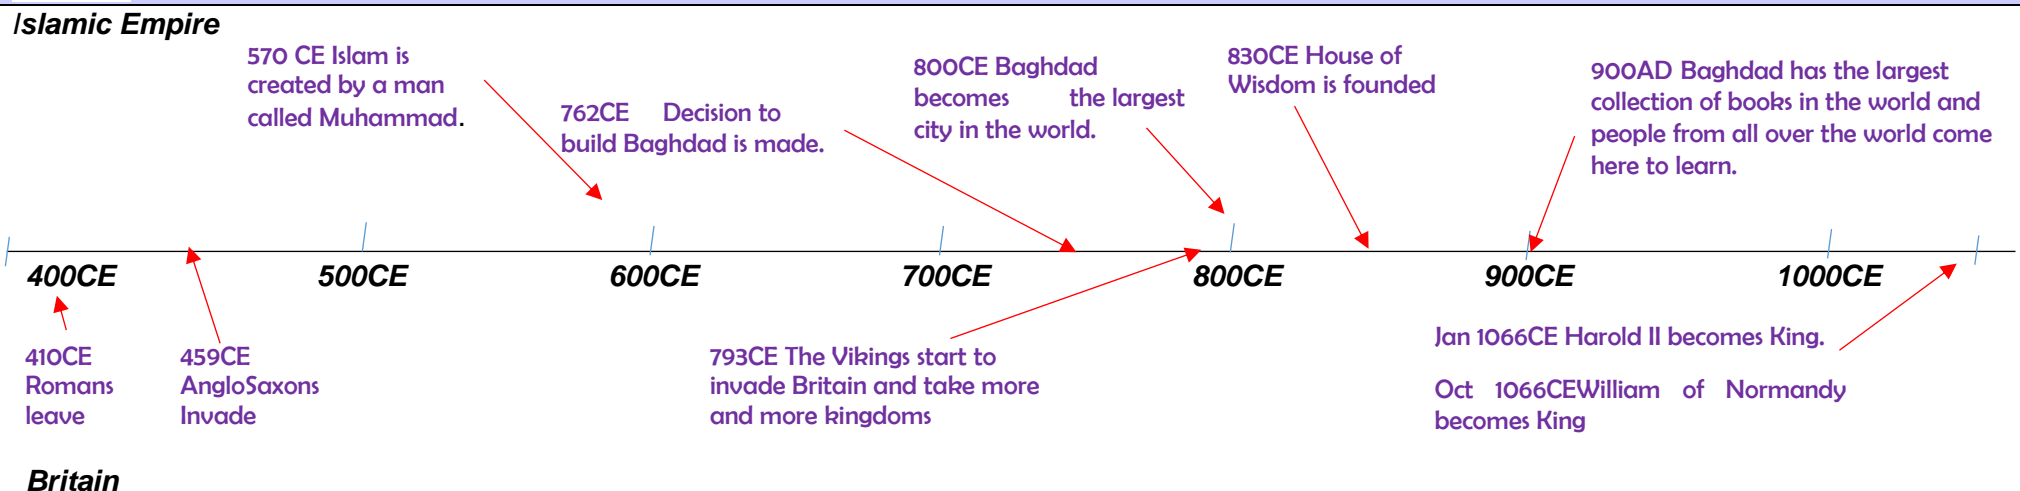 Islamic Empire
570 CE Islam is
created by a man
called Muhammad.
762CE Decision to
build Baghdad is made.
800CE Baghdad
becomes the largest
city in the world.
830CE House of
Wisdom is founded
900AD Baghdad has the largest
collection of books in the world and
people from all over the world come
here to learn.
400CE 500CE 600CE 700CE 800CE 900CE 1000CE
410CE
Romans
leave
459CE
AngloSaxons
Invade
793CE The Vikings start to
invade Britain and take more
and more kingdoms
Jan 1066CE Harold II becomes King.
Oct 1066CEWilliam of Normandy
becomes King
Britain